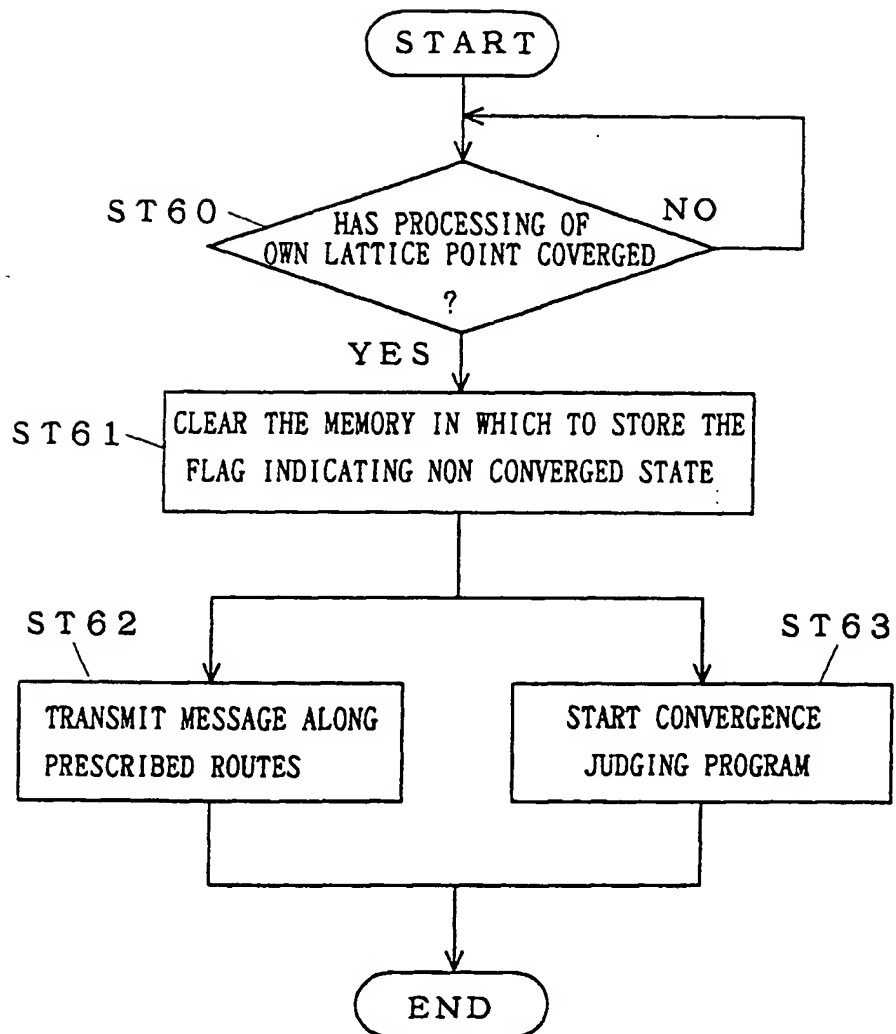 START
ST60
HAS PROCESSING OF
OWN LATTICE POINT COVERGED
?
NO
YES
ST61
CLEAR THE MEMORY IN WHICH TO STORE THE
FLAG INDICATING NON CONVERGED STATE
ST62
TRANSMIT MESSAGE ALONG
PRESCRIBED ROUTES
ST63
START CONVERGENCE
JUDGING PROGRAM
END